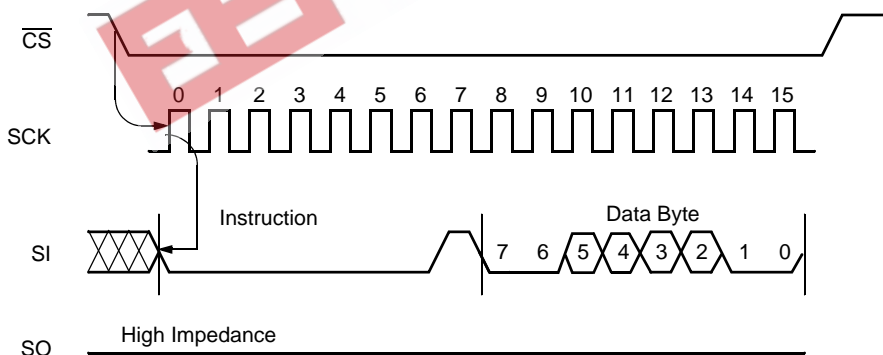 CS
0 1 2 3 4 5 6 7 8 9 10 11 12 13 14 15
SCK
Instruction
Data Byte
SI
7 6 5 4 3 2 1 0
High Impedance
SO